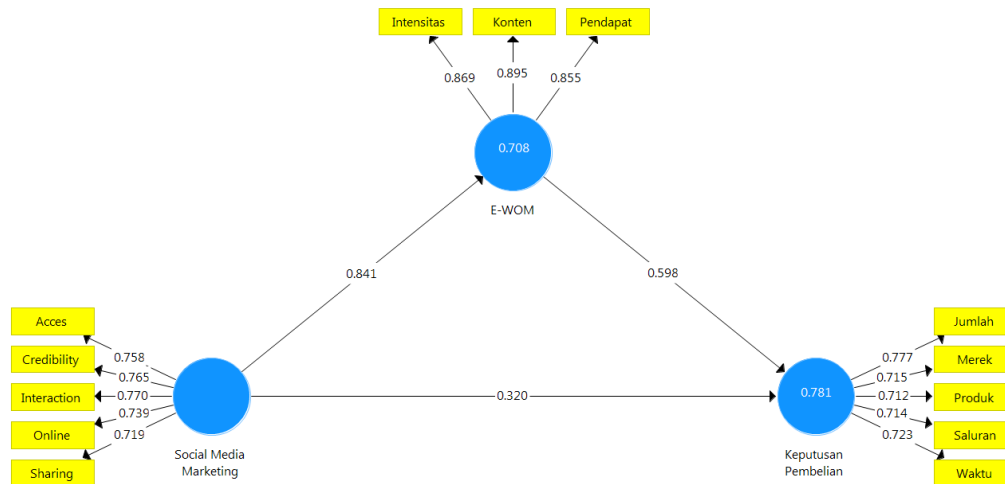 Intensitas
Konten
Pendapat
0.869
0.895
0.855
0.708
E-WOM
0.841
0.598
Acces
Credibility
Interaction
Online
Sharing
0.758
0.765
0.770
0.739
0.719
Social Media
Marketing
0.320
0.781
Keputusan
Pembelian
0.777
0.715
0.712
0.714
0.723
Jumlah
Merek
Produk
Saluran
Waktu